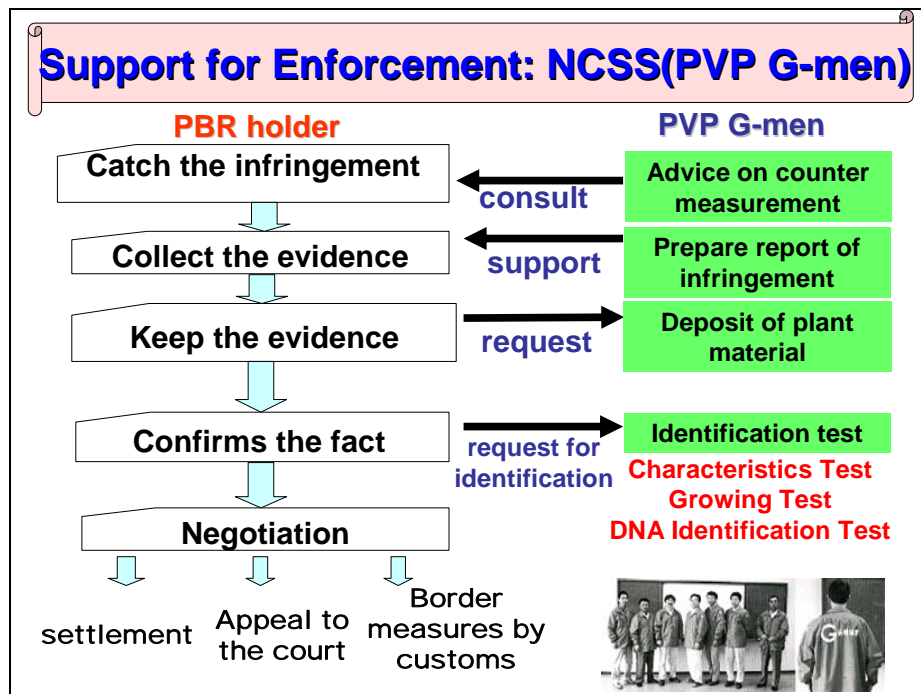 Support for Enforcement: NCSS(PVP G-men)
PBR holder
PVP G-men
Catch the infringement
consult
Advice on counter
measurement
Collect the evidence
support
Prepare report of
infringement
Keep the evidence
request
Deposit of plant
material
Confirms the fact
request for
identification
Identification test
Characteristics Test
Growing Test
DNA Identification Test
Negotiation
settlement
Appeal to
the court
Border
measures by
customs